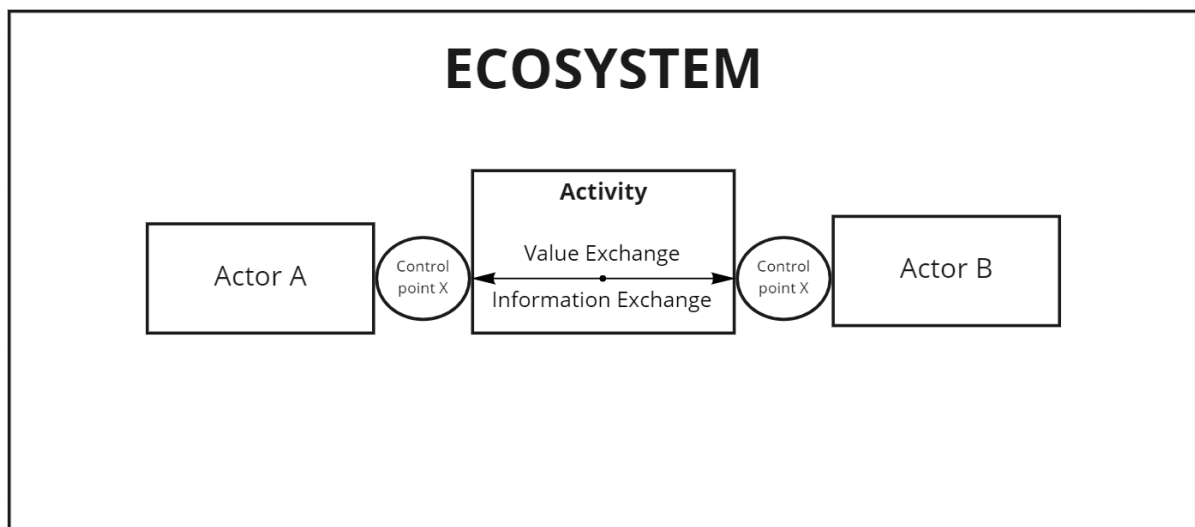 ECOSYSTEM
Activity
Actor A
Control
point X
Value Exchange
Information Exchange
Control
point X
Actor B